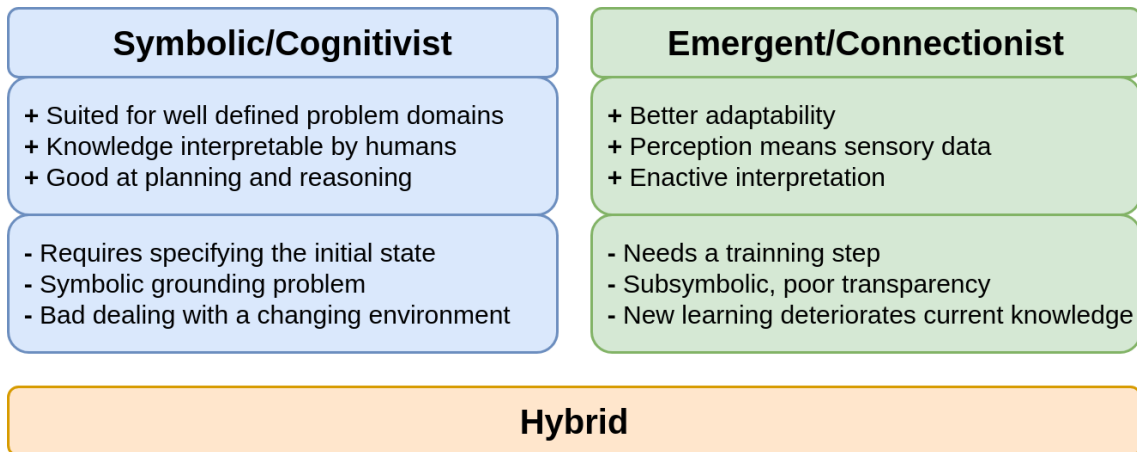 Symbolic/Cognitivist
+ Suited for well defined problem domains
+ Knowledge interpretable by humans
+ Good at planning and reasoning
- Requires specifying the initial state
- Symbolic grounding problem
- Bad dealing with a changing environment
Emergent/Connectionist
+ Better adaptability
+ Perception means sensory data
+ Enactive interpretation
- Needs a trainning step
- Subsymbolic, poor transparency
- New learning deteriorates current knowledge
Hybrid